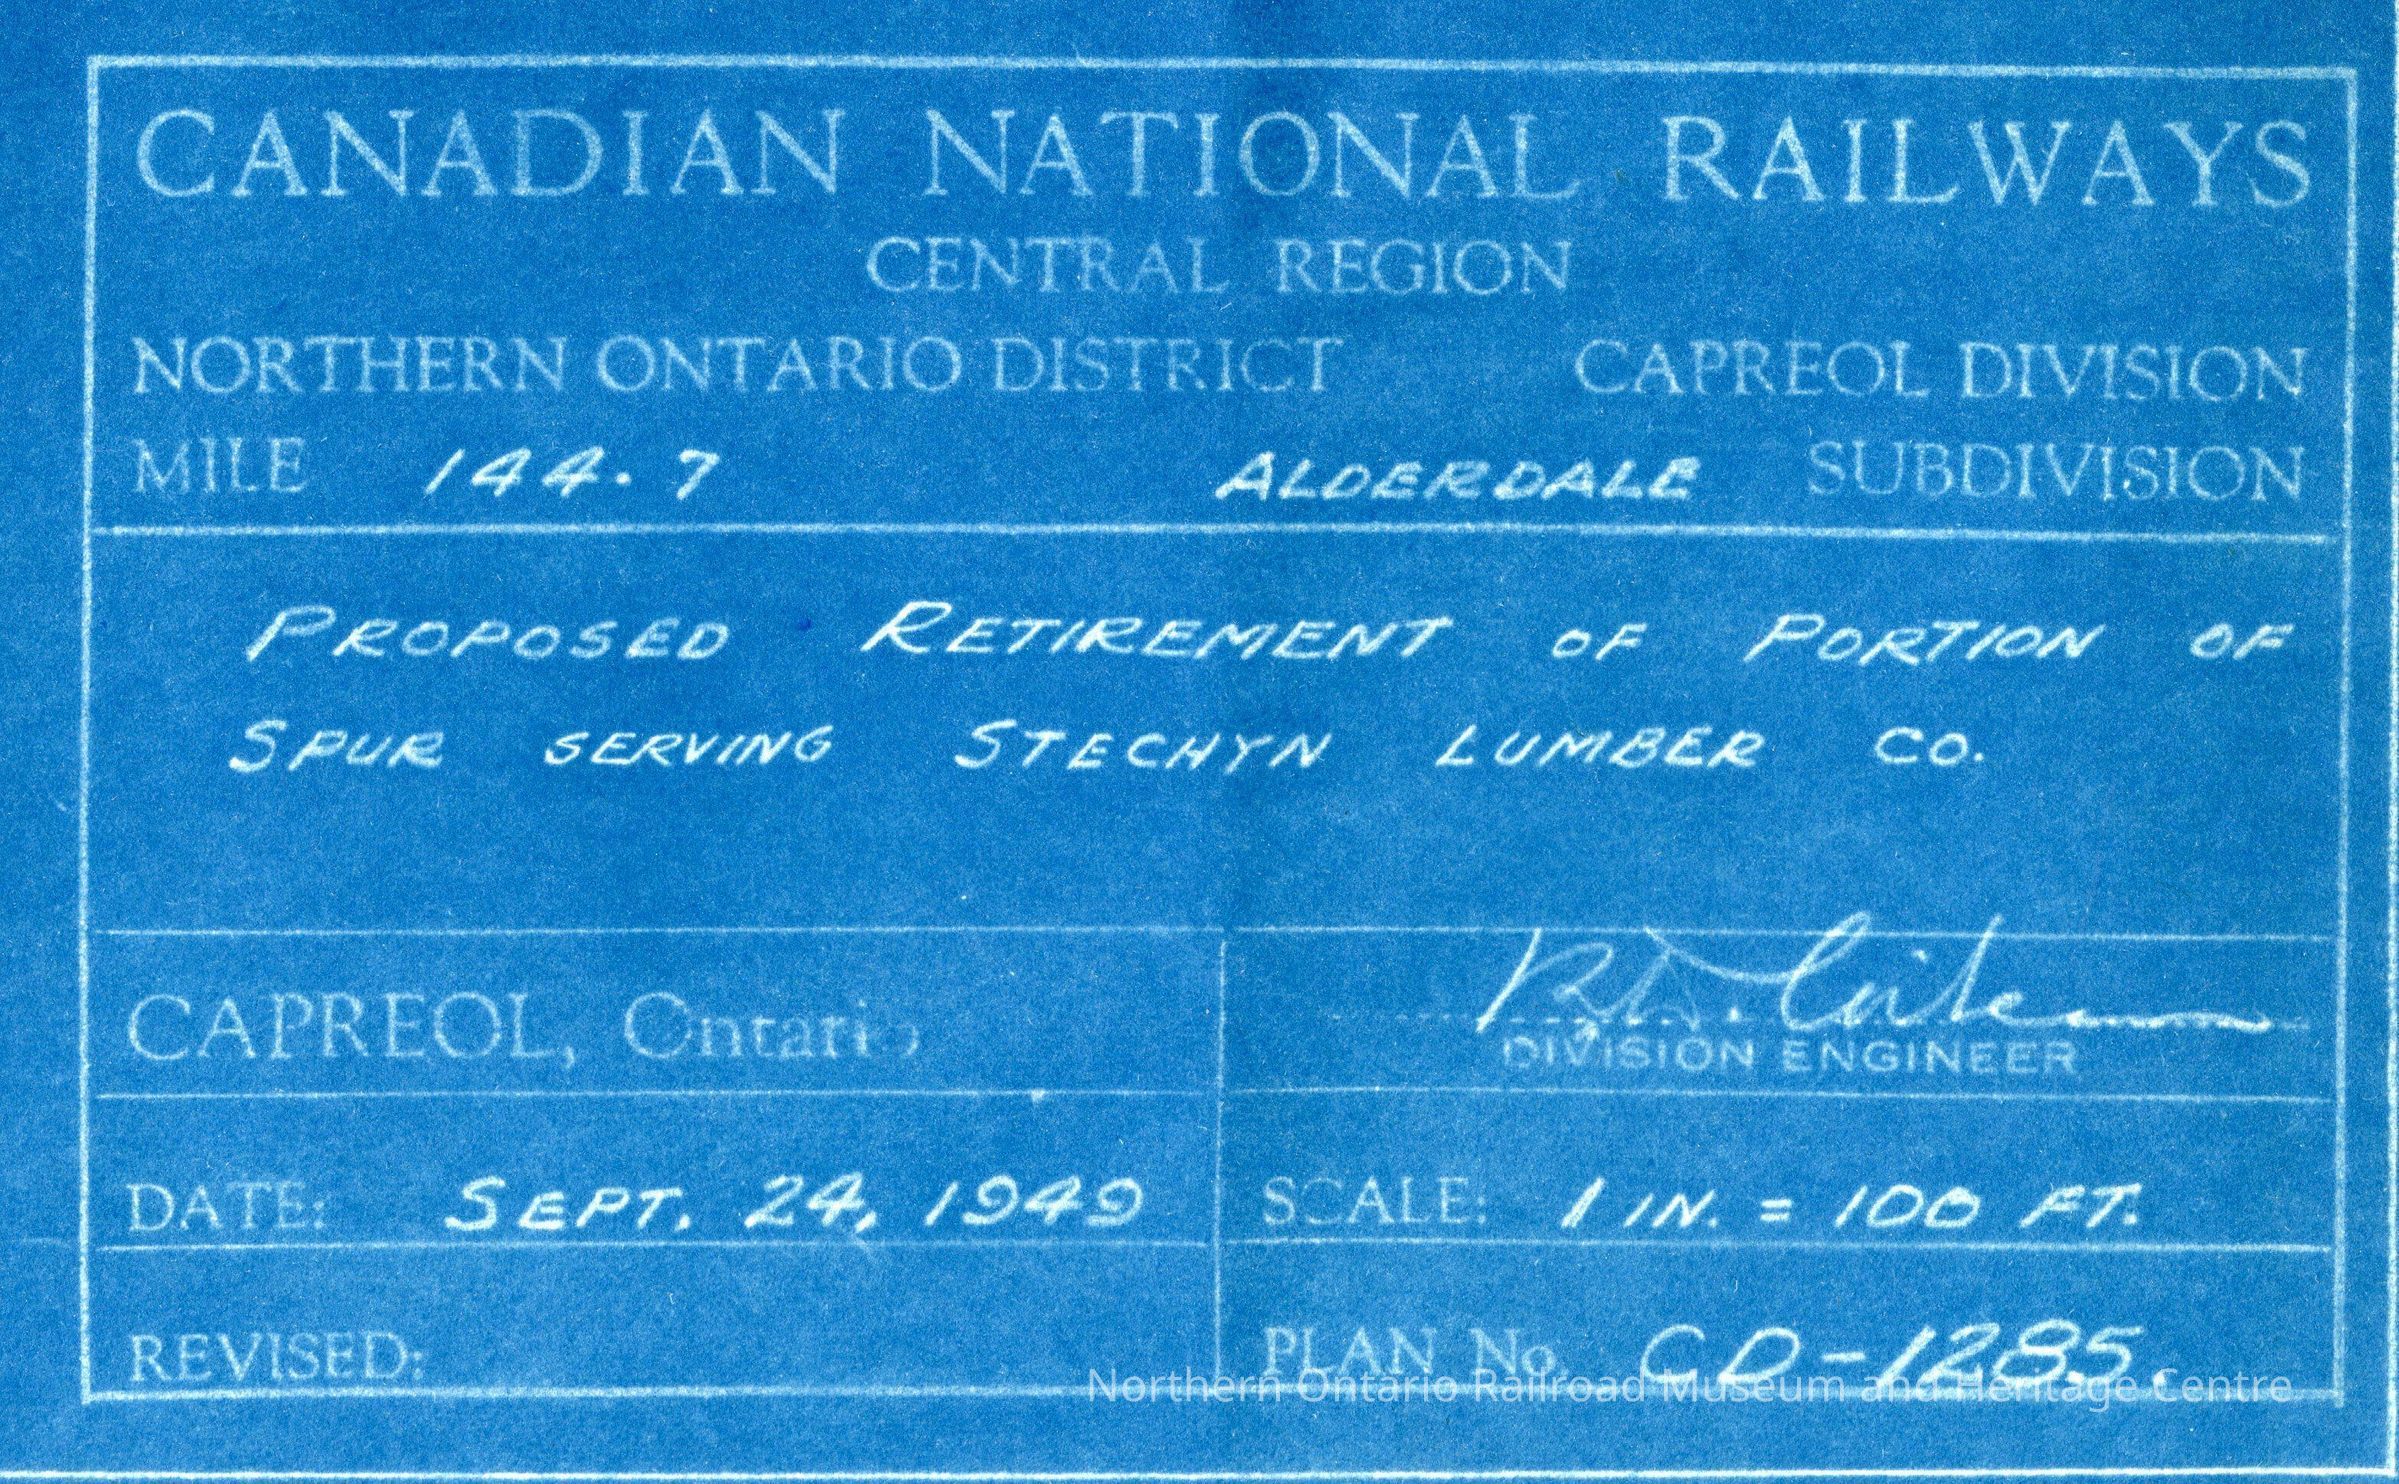 CANADIAN NATIONAL RAILWAYS
CENTRAL REGION
NORTHERN ONTARIO DISTRICT CAPREOL DIVISION
MILE 144.7 ALDERDALE SUBDIVISION
PROPOSED RETIREMENT OF PORTION OF
SPUR SERVING STECHYN LUMBER CO.
CAPREOL, Ontario
DIVISION ENGINEER
DATE: SEPT. 24, 1949 SCALE: 1 IN. = 100 FT.
REVISED: PLAN No. CD-1285.
Northern Ontario Railroad Museum and Heritage Centre